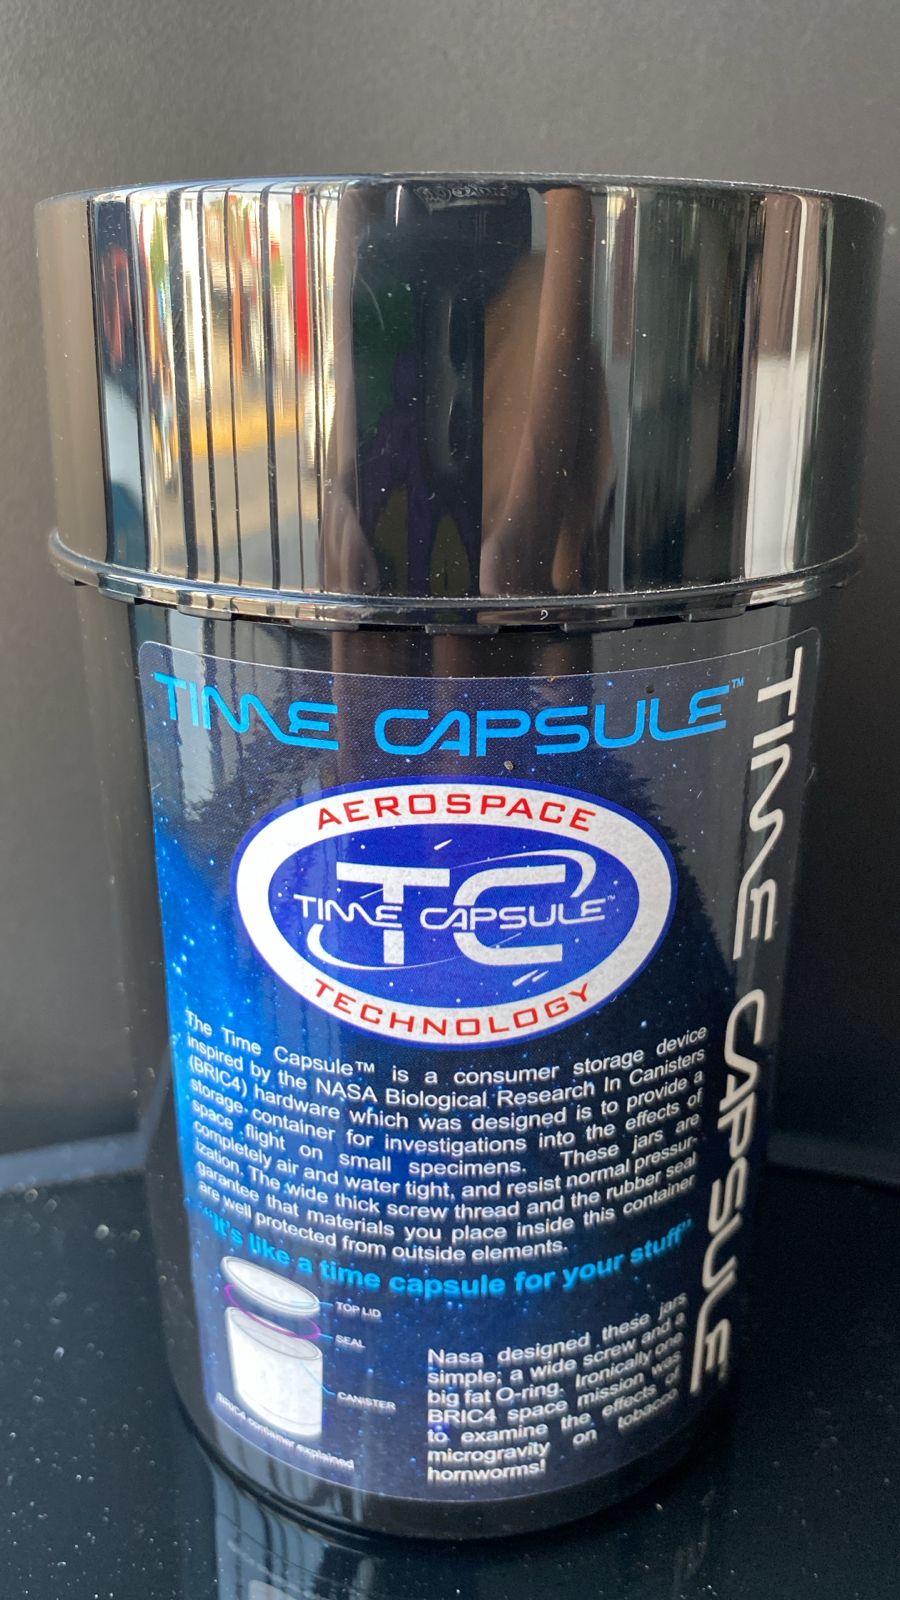 TIME CAPSULE™
AEROSPACE
TC
TIME CAPSULE™
TECHNOLOGY
The Time Capsule™ is a consumer storage device
inspired by the NASA Biological Research In Canisters
(BRIC4) hardware which was designed is to provide a
storage container for investigations into the effects of
space flight on small specimens. These jars are
completely air and water tight, and resist normal pressur-
ization. The wide thick screw thread and the rubber seal
garantee that materials you place inside this container
are well protected from outside elements.
"It's like a time capsule for your stuff"
TOP LID
SEAL
CANISTER
BRIC4 container explained
Nasa designed these jars
simple; a wide screw and a
big fat O-ring. Ironically one
BRIC4 space mission was
to examine the effects of
microgravity on tobacco
hornworms!
TIME CAPSULE